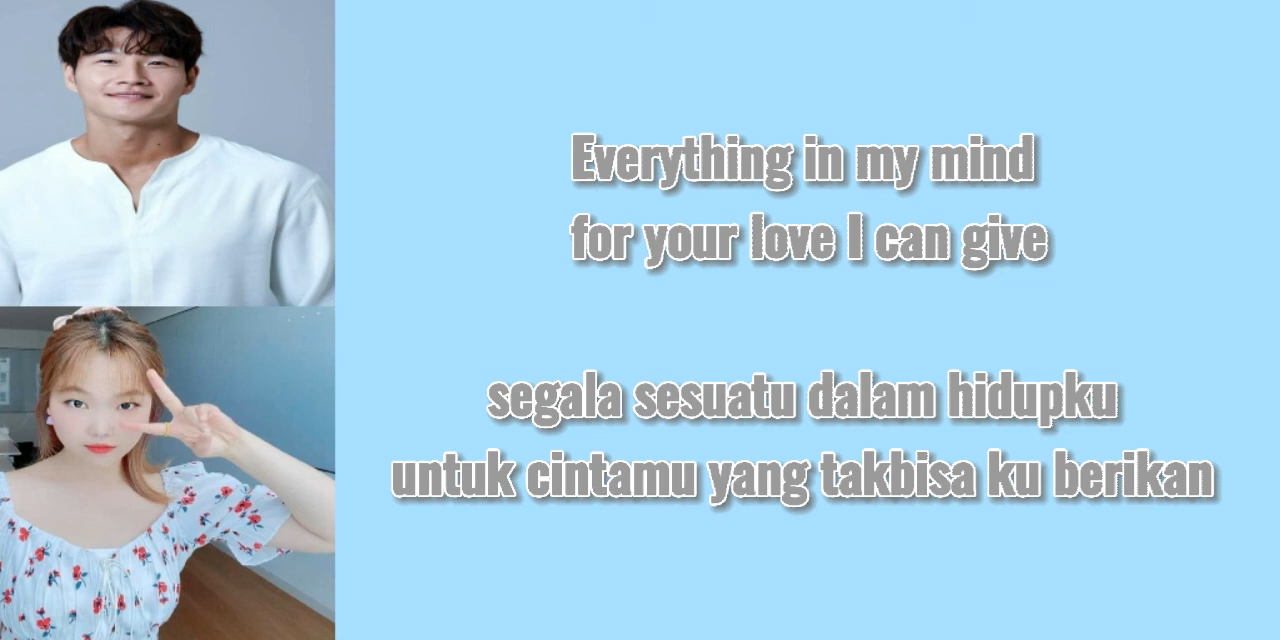 Everything in my mind
for your love I can give
segala sesuatu dalam hidupku
untuk cintamu yang takbisa ku berikan